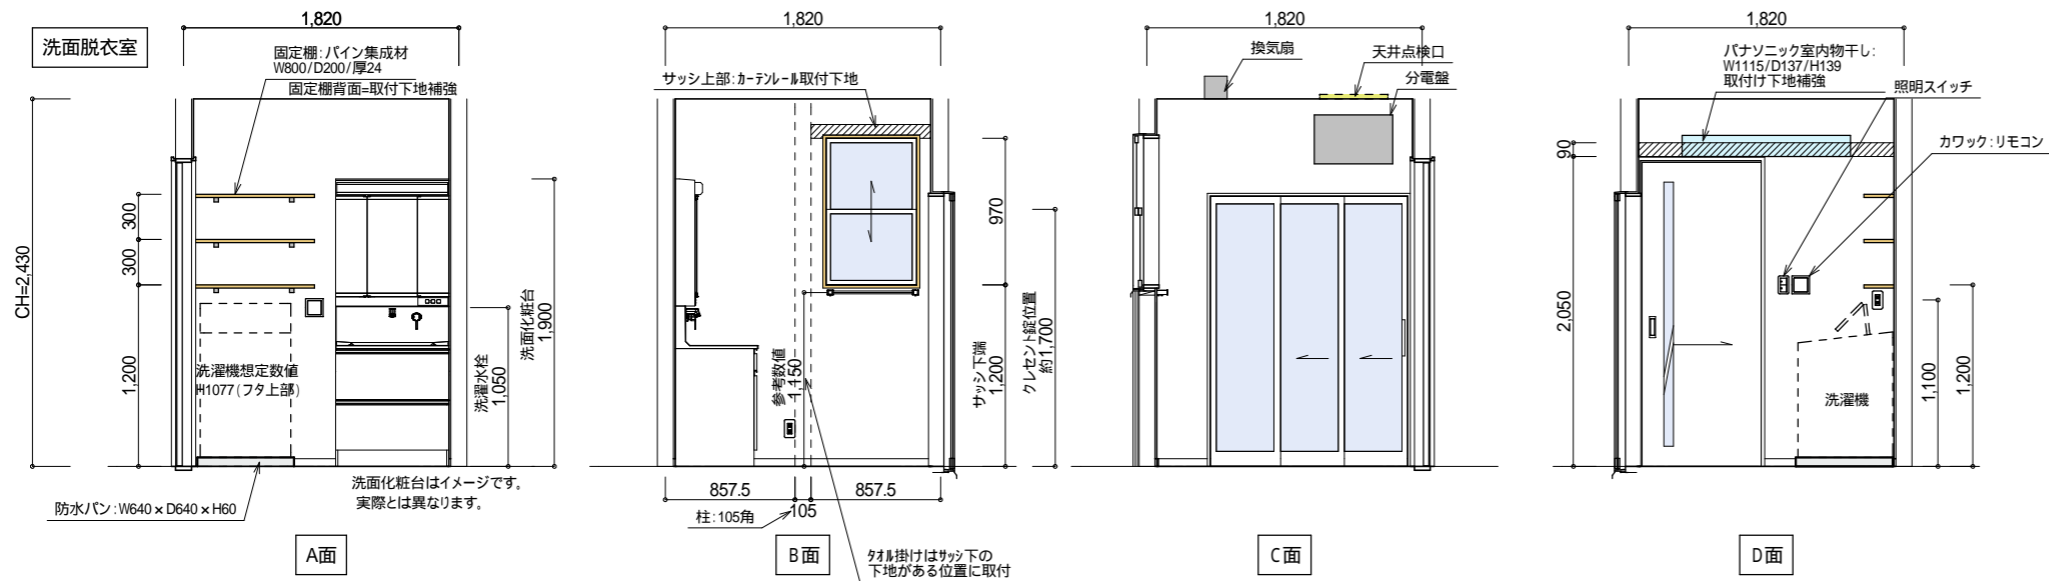 洗面脱衣室
1,820
固定棚：パイン集成材
W800/D200/厚24
固定棚背面=取付下地補強
CH=2,430
300
300
1,200
洗濯機想定数値
H1077(フタ上部)
洗濯水栓
1,050
洗面化粧台
1,900
洗面化粧台はイメージです。
実際とは異なります。
防水パン：W640×D640×H60
A面
1,820
サッシ上部：カーテンレール取付下地
970
参考数値
1,150
サッシ下端
1,200
857.5
857.5
105
柱：105角
タオル掛けはサッシ下の
下地がある位置に取付
B面
1,820
換気扇
天井点検口
分電盤
クレセント錠位置
約1,700
C面
1,820
パナソニック室内物干し：
W1115/D137/H139
取付け下地補強
照明スイッチ
カワック：リモコン
90
2,050
洗濯機
1,100
1,200
D面